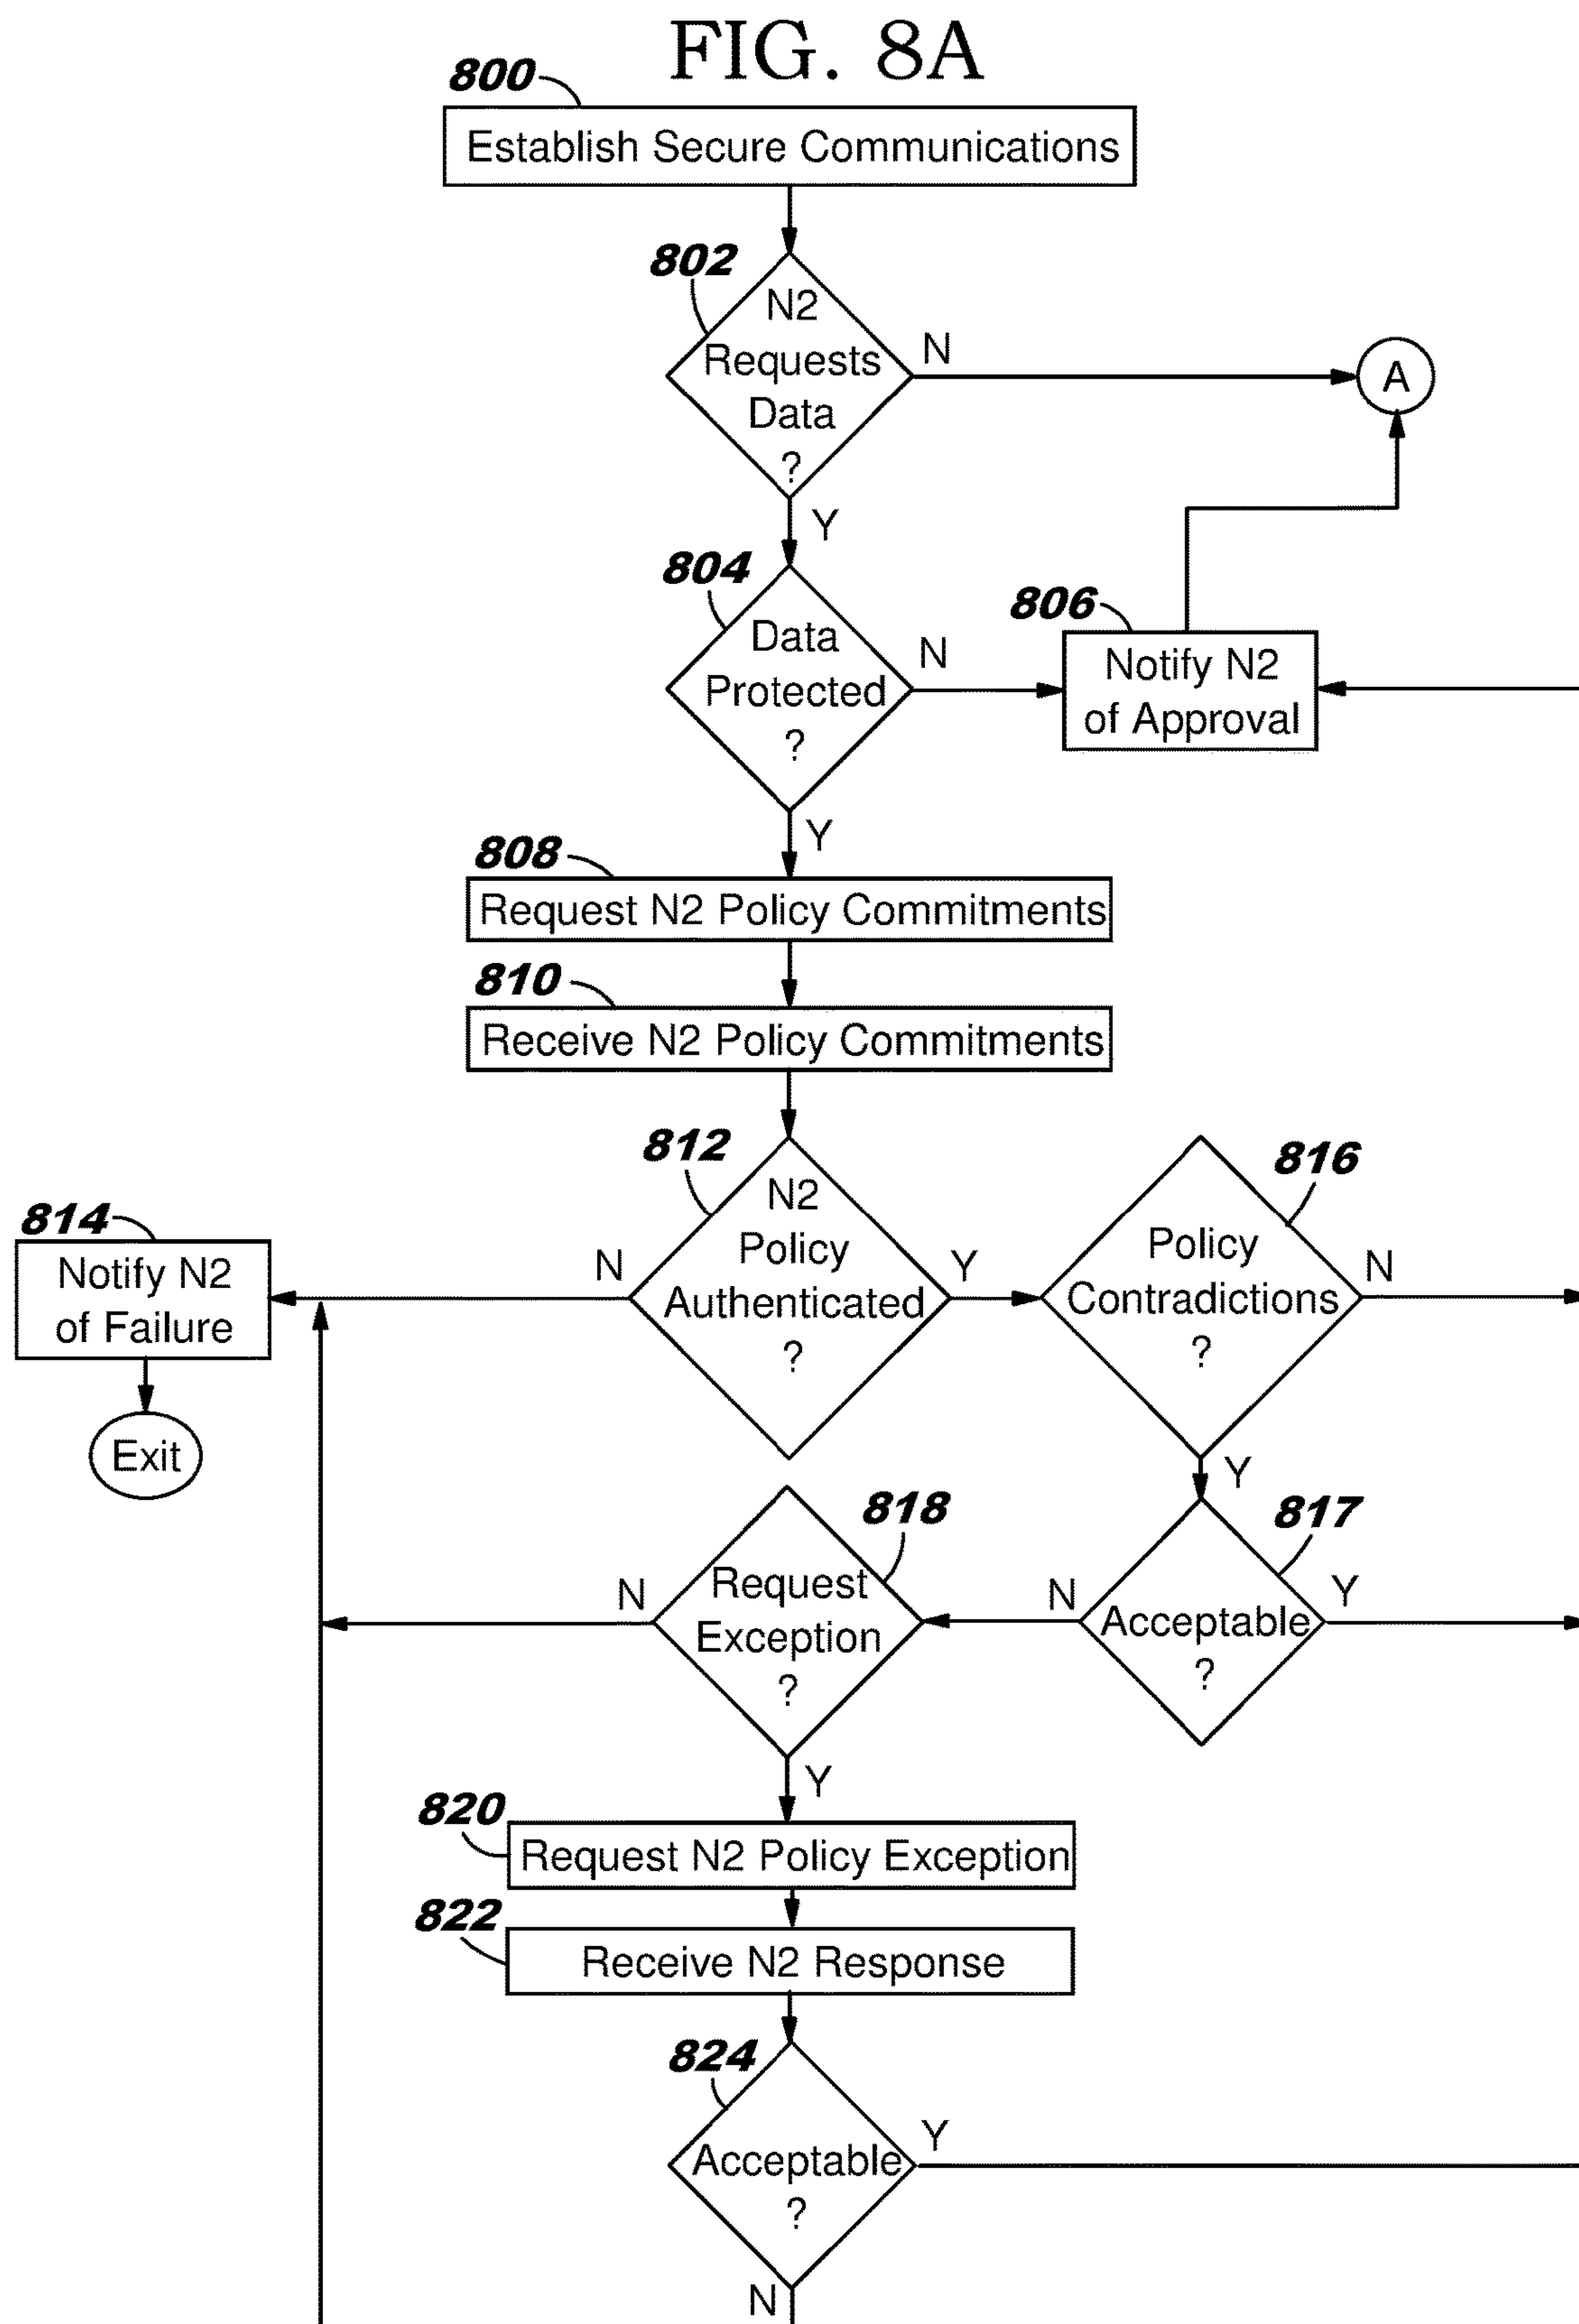 FIG. 8A
800
Establish Secure Communications
802
N2
Requests
Data
?
N
A
Y
804
Data
Protected
?
N
806
Notify N2
of Approval
Y
808
Request N2 Policy Commitments
810
Receive N2 Policy Commitments
812
N2
Policy
Authenticated
?
N
Y
814
Notify N2
of Failure
Exit
816
Policy
Contradictions
?
N
Y
817
Acceptable
?
N
Y
818
Request
Exception
?
N
Y
820
Request N2 Policy Exception
822
Receive N2 Response
824
Acceptable
?
Y
N